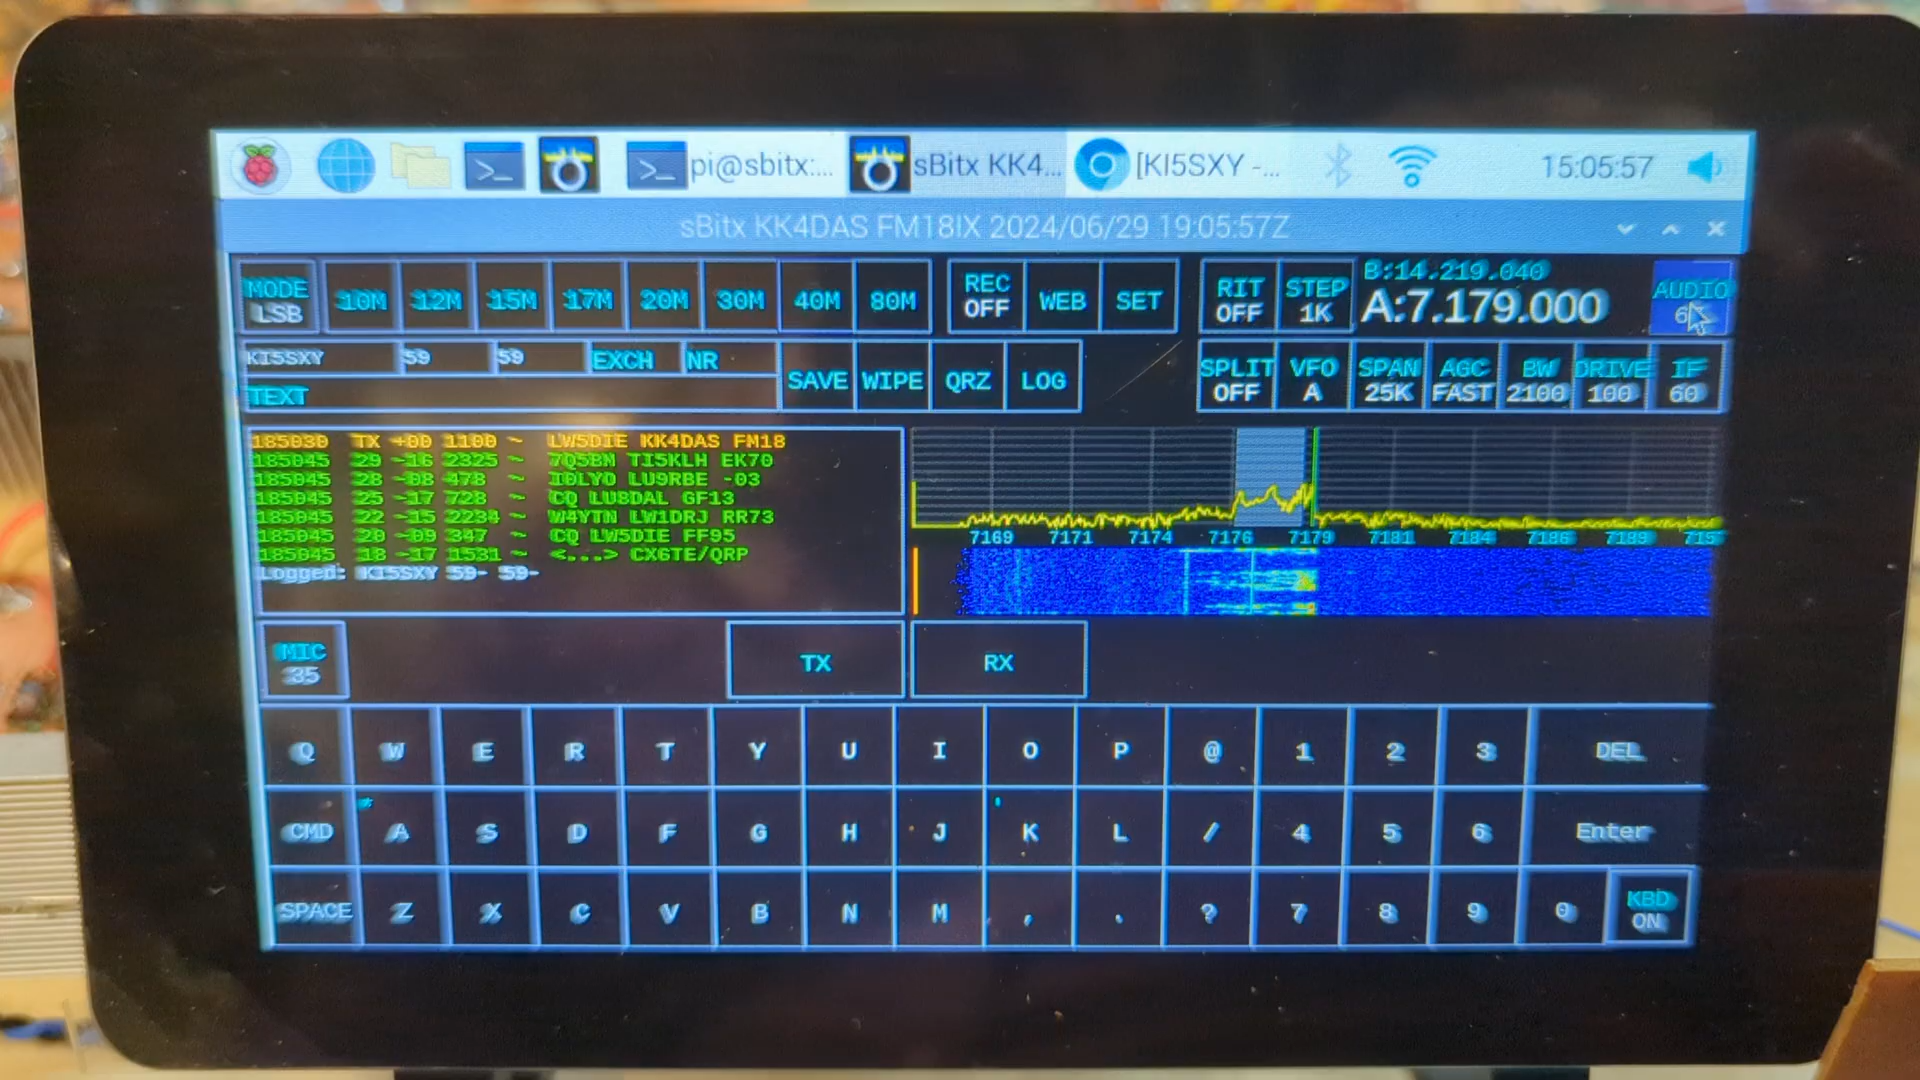 pi@sbitx:... sBitx KK4... [KI5SXY -... 15:05:57
sBitx KK4DAS FM18IX 2024/06/29 19:05:57Z
MODE LSB 10M 12M 15M 17M 20M 30M 40M 80M REC OFF WEB SET RIT OFF STEP 1K B:14.219.040 A:7.179.000 AUDIO
KI5SXY 59 59 EXCH NR
TEXT
SAVE WIPE QRZ LOG SPLIT OFF VFO A SPAN 25K AGC FAST BW 2100 DRIVE 100 IF 60
185030 TX +00 1100 ~ LW5DIE KK4DAS FM18
185045 29 -16 2325 ~ 7Q5BN TI5KLH EK70
185045 28 -08 478 ~ I0LYO LU9RBE -03
185045 25 -17 728 ~ CQ LU8DAL GF13
185045 22 -15 2234 ~ W4YTN LW1DRJ RR73
185045 20 -09 347 ~ CQ LW5DIE FF95
185045 18 -17 1531 ~ <...> CX6TE/QRP
Logged: KI5SXY 59- 59-
7169 7171 7174 7176 7179 7181 7184 7186 7189
MIC 35 TX RX
Q W E R T Y U I O P @ 1 2 3 DEL
CMD A S D F G H J K L / 4 5 6 Enter
SPACE Z X C V B N M , . ? 7 8 9 0 KBD ON